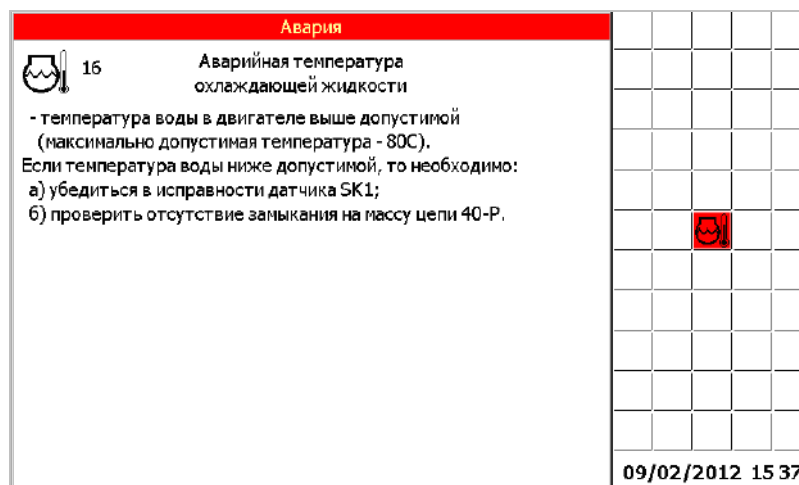 Авария
16 Аварийная температура
охлаждающей жидкости
- температура воды в двигателе выше допустимой
(максимально допустимая температура - 80С).
Если температура воды ниже допустимой, то необходимо:
а) убедиться в исправности датчика SK1;
б) проверить отсутствие замыкания на массу цепи 40-Р.
09/02/2012 15 37